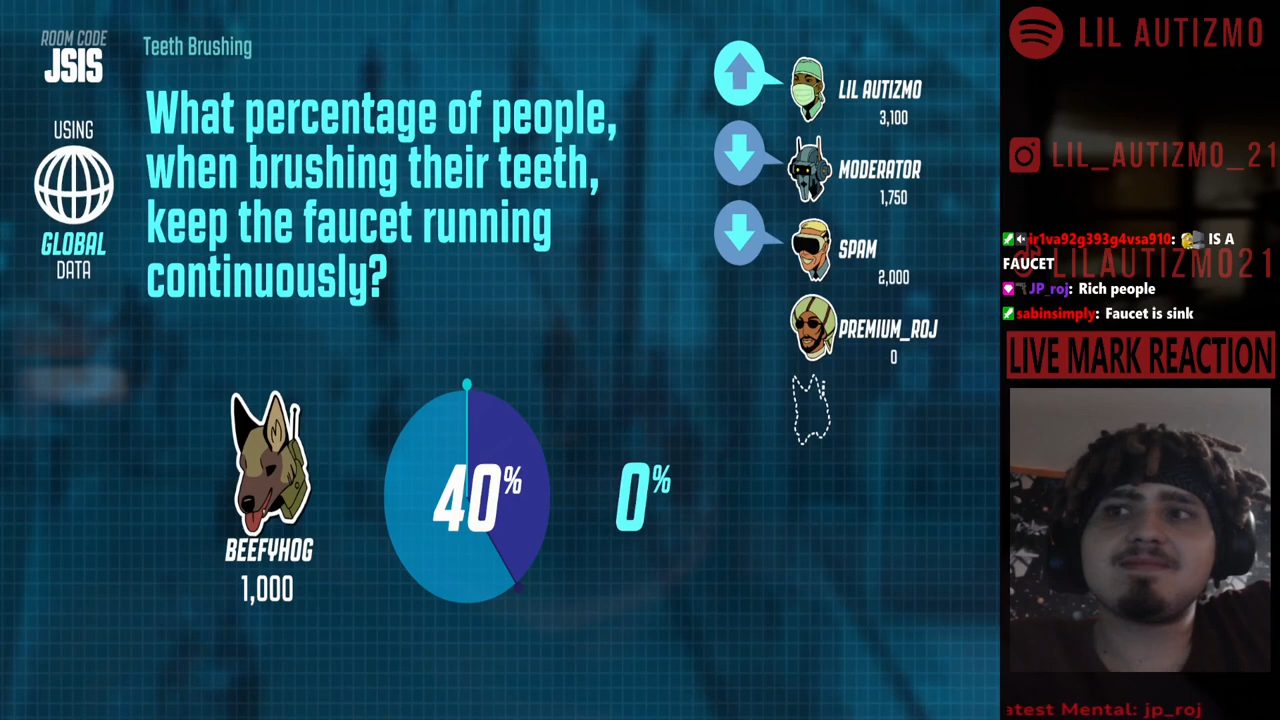 ROOM CODE
JSIS
USING
GLOBAL
DATA
Teeth Brushing
What percentage of people,
when brushing their teeth,
keep the faucet running
continuously?
BEEFYHOG
1,000
40%
0%
LIL AUTIZMO
3,100
MODERATOR
1,750
SPAM
2,000
PREMIUM_ROJ
0
LIL AUTIZMO
LIL_AUTIZMO_21
ir1va92g393g4vsa910: IS A
FAUCET
LILAUTIZMO21
JP_roj: Rich people
sabinsimply: Faucet is sink
LIVE MARK REACTION
atest Mental: jp_roj